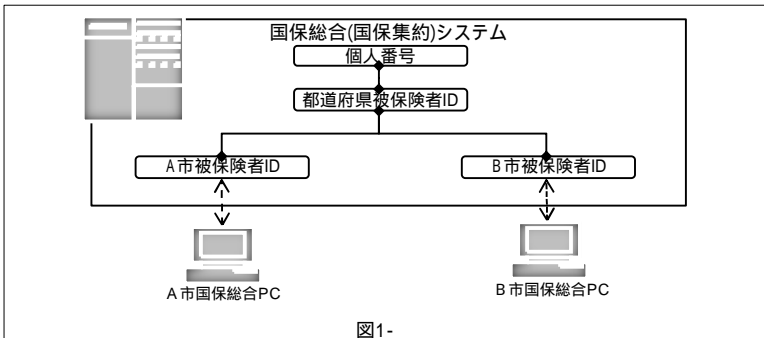 国保総合(国保集約)システム
個人番号
都道府県被保険者ID
A市被保険者ID B市被保険者ID
A市国保総合PC B市国保総合PC
図1-